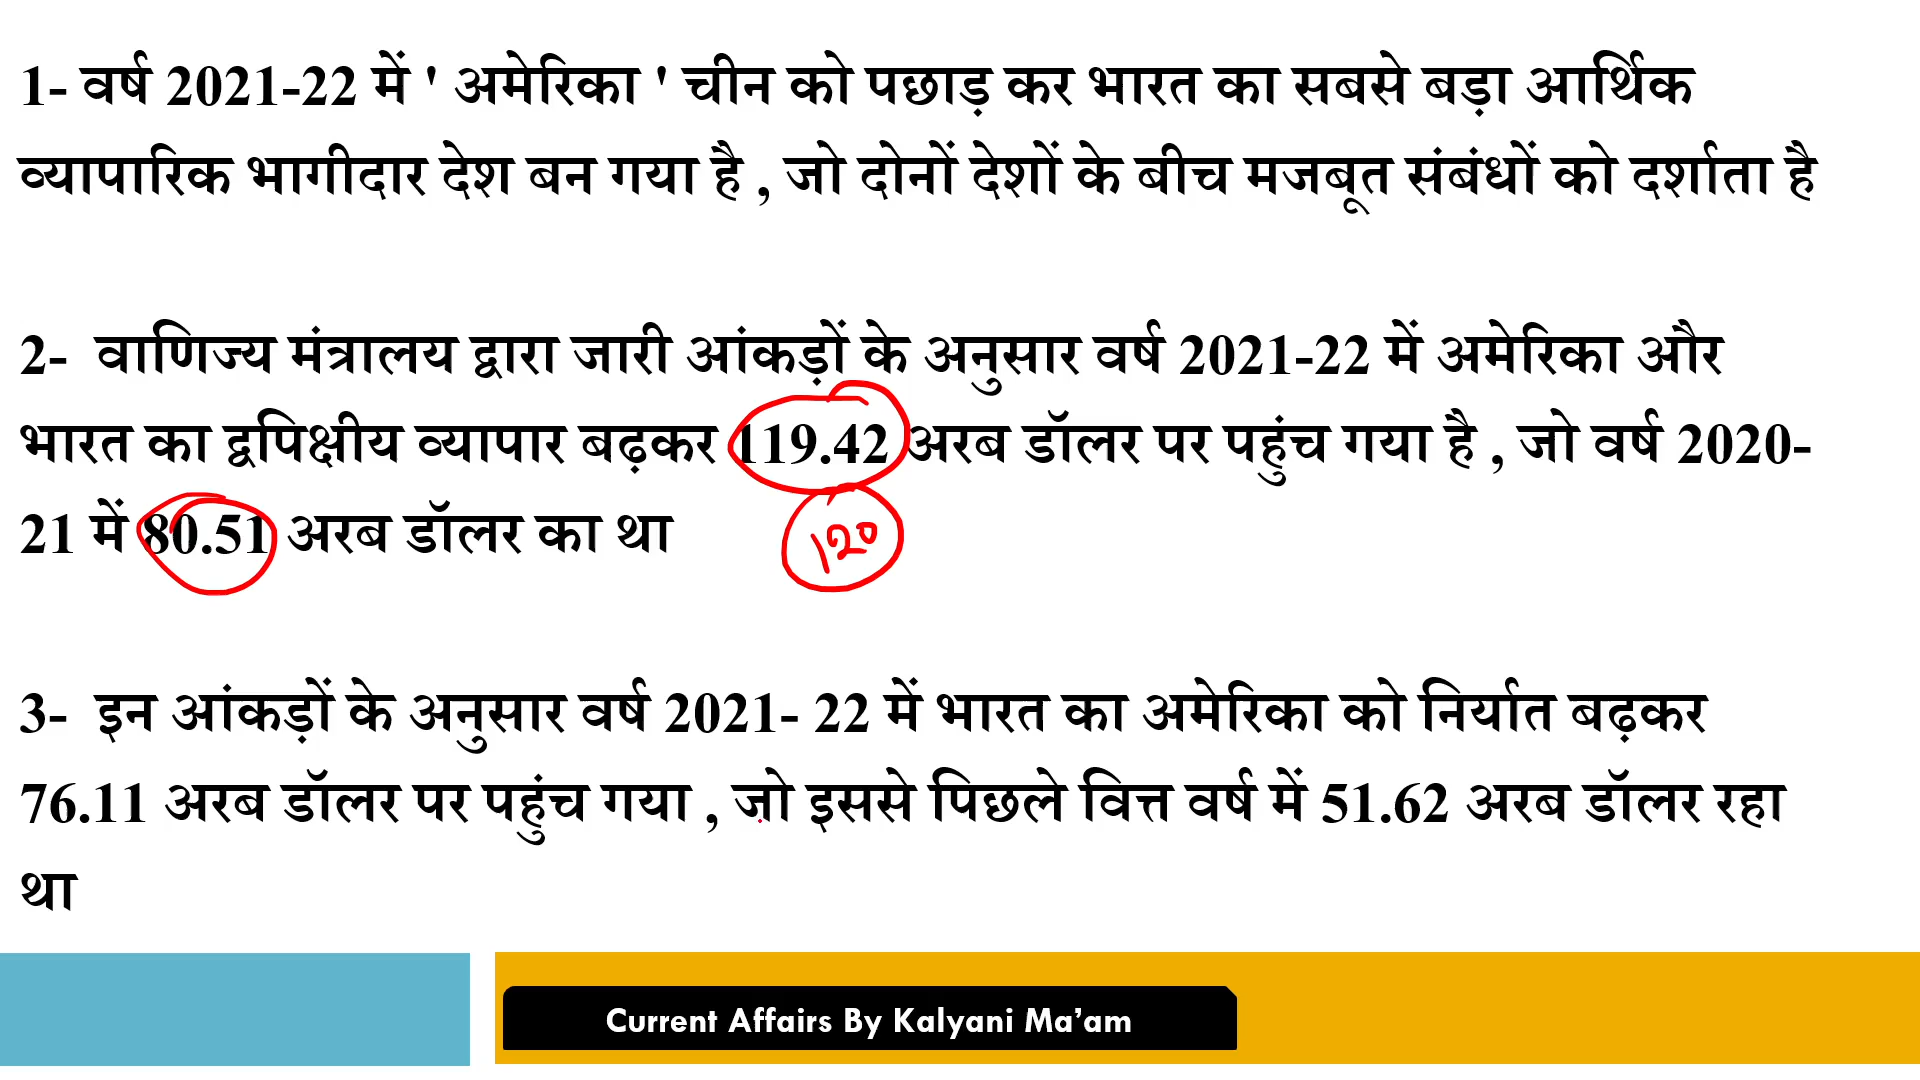 1- वर्ष 2021-22 में ' अमेरिका ' चीन को पछाड़ कर भारत का सबसे बड़ा आर्थिक
व्यापारिक भागीदार देश बन गया है , जो दोनों देशों के बीच मजबूत संबंधों को दर्शाता है
2- वाणिज्य मंत्रालय द्वारा जारी आंकड़ों के अनुसार वर्ष 2021-22 में अमेरिका और
भारत का द्वपिक्षीय व्यापार बढ़कर 119.42 अरब डॉलर पर पहुंच गया है , जो वर्ष 2020-
21 में 80.51 अरब डॉलर का था
120
3- इन आंकड़ों के अनुसार वर्ष 2021- 22 में भारत का अमेरिका को निर्यात बढ़कर
76.11 अरब डॉलर पर पहुंच गया , जो इससे पिछले वित्त वर्ष में 51.62 अरब डॉलर रहा
था
Current Affairs By Kalyani Ma’am